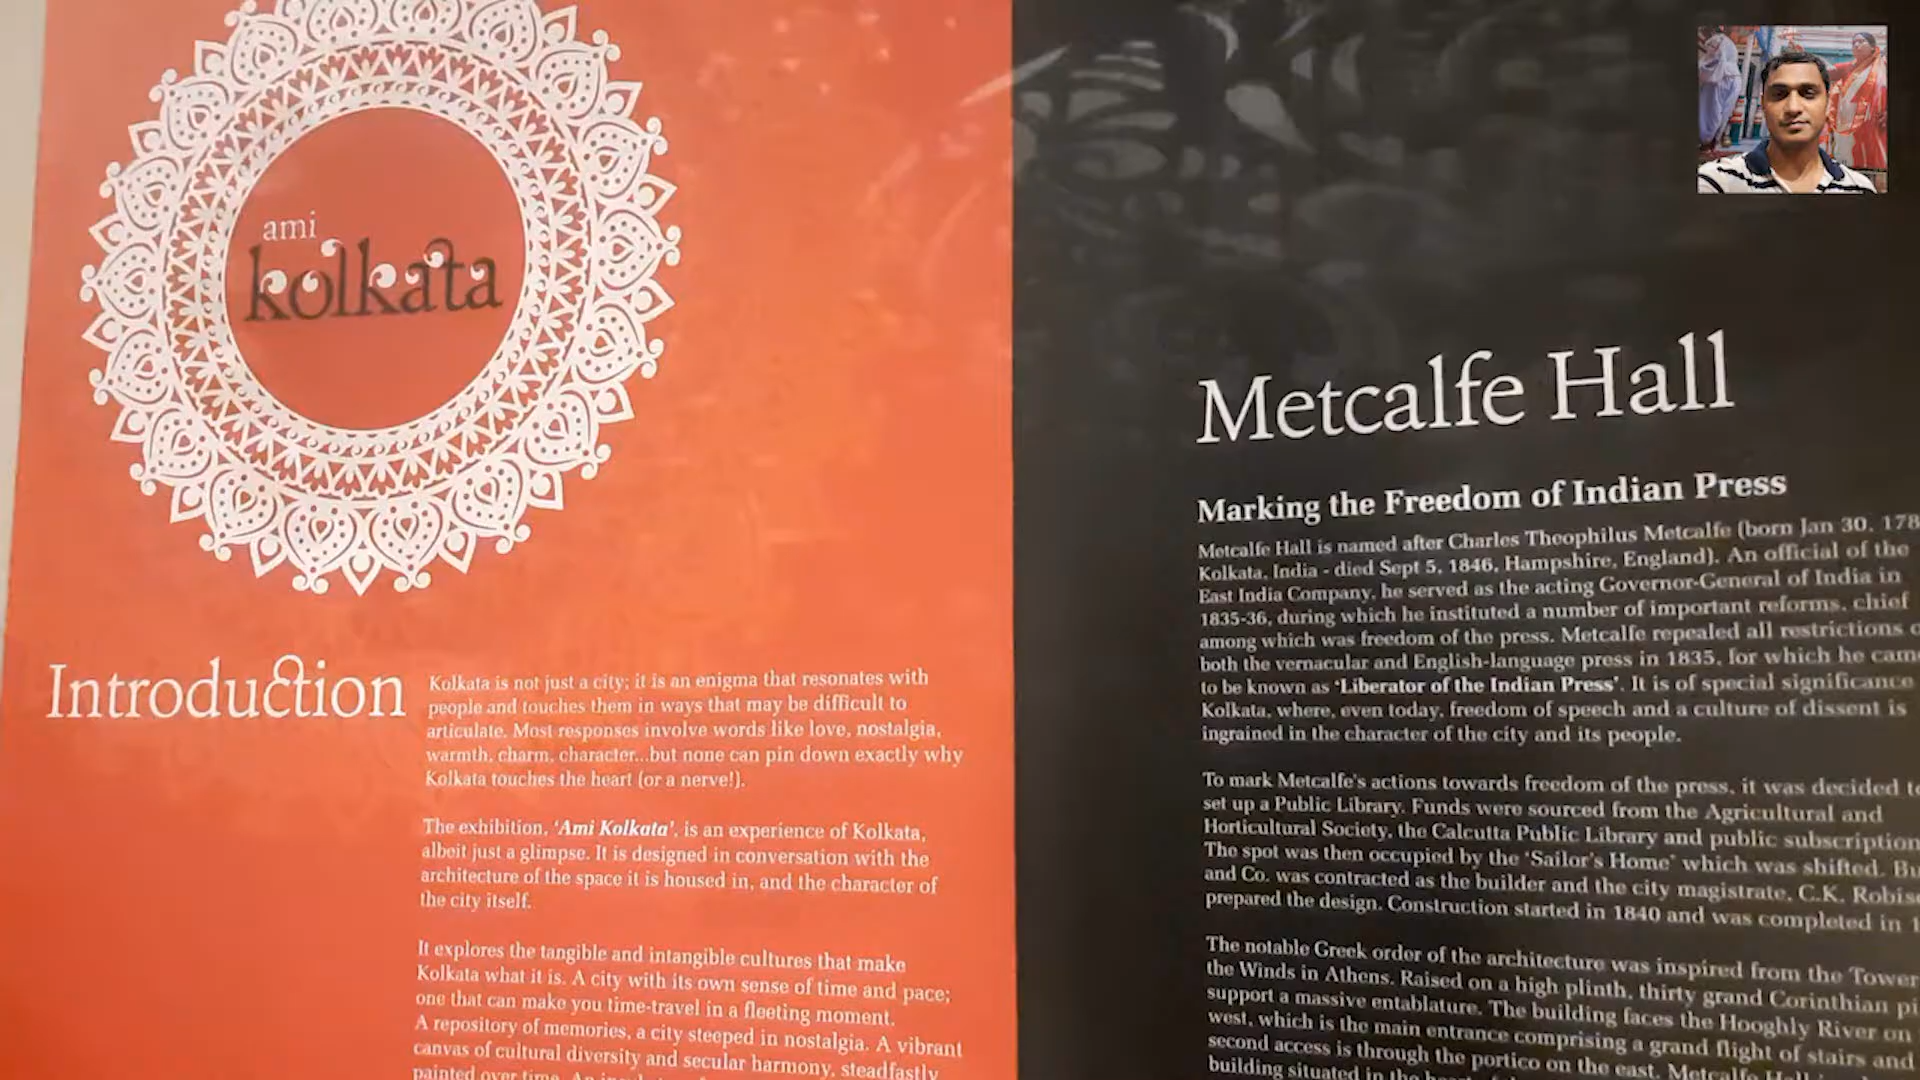 ami
kolkata
Introduction
Kolkata is not just a city; it is an enigma that resonates with
people and touches them in ways that may be difficult to
articulate. Most responses involve words like love, nostalgia,
warmth, charm, character...but none can pin down exactly why
Kolkata touches the heart (or a nerve!).
The exhibition, 'Ami Kolkata', is an experience of Kolkata,
albeit just a glimpse. It is designed in conversation with the
architecture of the space it is housed in, and the character of
the city itself.
It explores the tangible and intangible cultures that make
Kolkata what it is. A city with its own sense of time and pace;
one that can make you time-travel in a fleeting moment.
A repository of memories, a city steeped in nostalgia. A vibrant
canvas of cultural diversity and secular harmony, steadfastly
painted over time. An
Metcalfe Hall
Marking the Freedom of Indian Press
Metcalfe Hall is named after Charles Theophilus Metcalfe (born Jan 30, 178
Kolkata, India - died Sept 5, 1846, Hampshire, England). An official of the
East India Company, he served as the acting Governor-General of India in
1835-36, during which he instituted a number of important reforms, chief
among which was freedom of the press. Metcalfe repealed all restrictions o
both the vernacular and English-language press in 1835, for which he came
to be known as 'Liberator of the Indian Press'. It is of special significance
Kolkata, where, even today, freedom of speech and a culture of dissent is
ingrained in the character of the city and its people.
To mark Metcalfe's actions towards freedom of the press, it was decided to
set up a Public Library. Funds were sourced from the Agricultural and
Horticultural Society, the Calcutta Public Library and public subscription
The spot was then occupied by the 'Sailor's Home' which was shifted. Bu
and Co. was contracted as the builder and the city magistrate, C.K. Robis
prepared the design. Construction started in 1840 and was completed in 1
The notable Greek order of the architecture was inspired from the Tower
the Winds in Athens. Raised on a high plinth, thirty grand Corinthian pi
support a massive entablature. The building faces the Hooghly River on
west, which is the main entrance comprising a grand flight of stairs and
second access is through the portico on the east. Metcalfe Hall
building situated in the